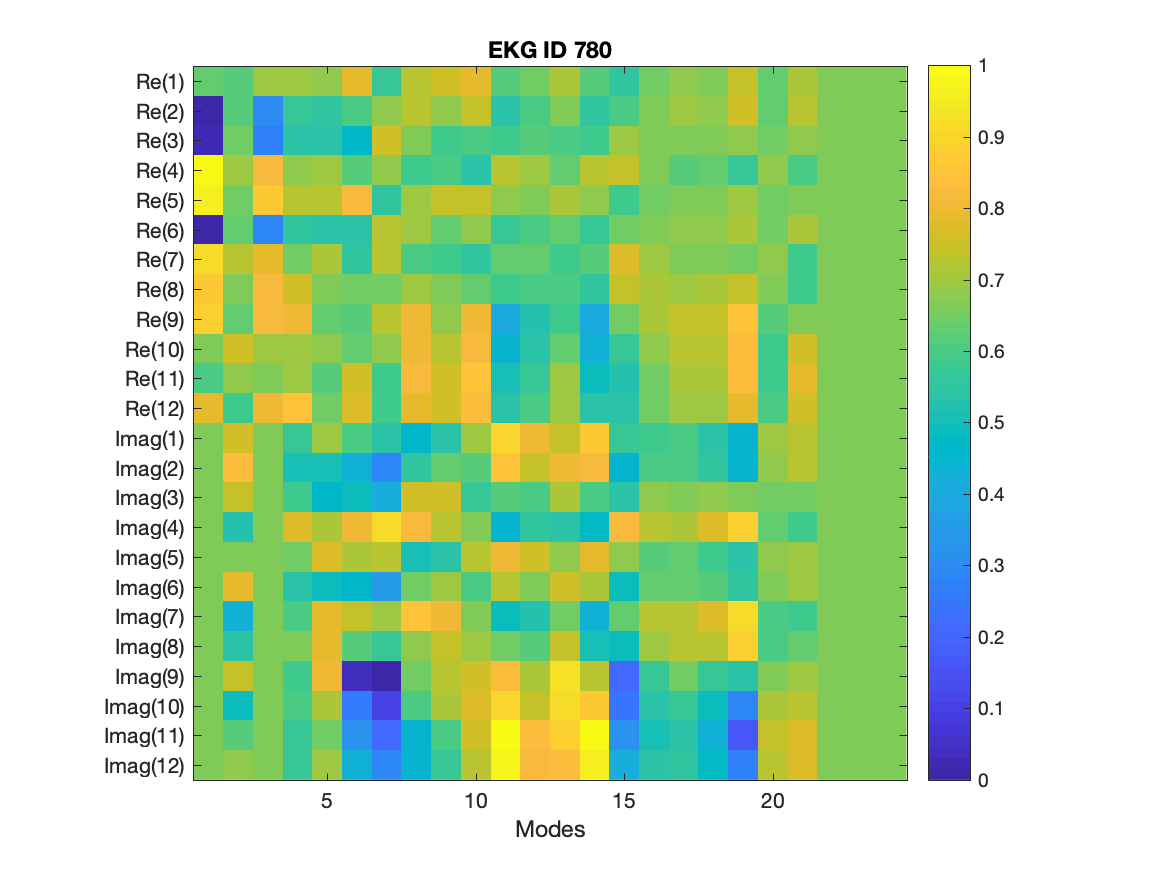 EKG ID 780
Re(1)
Re(2)
Re(3)
Re(4)
Re(5)
Re(6)
Re(7)
Re(8)
Re(9)
Re(10)
Re(11)
Re(12)
Imag(1)
Imag(2)
Imag(3)
Imag(4)
Imag(5)
Imag(6)
Imag(7)
Imag(8)
Imag(9)
Imag(10)
Imag(11)
Imag(12)
5 10 15 20
Modes
1
0.9
0.8
0.7
0.6
0.5
0.4
0.3
0.2
0.1
0